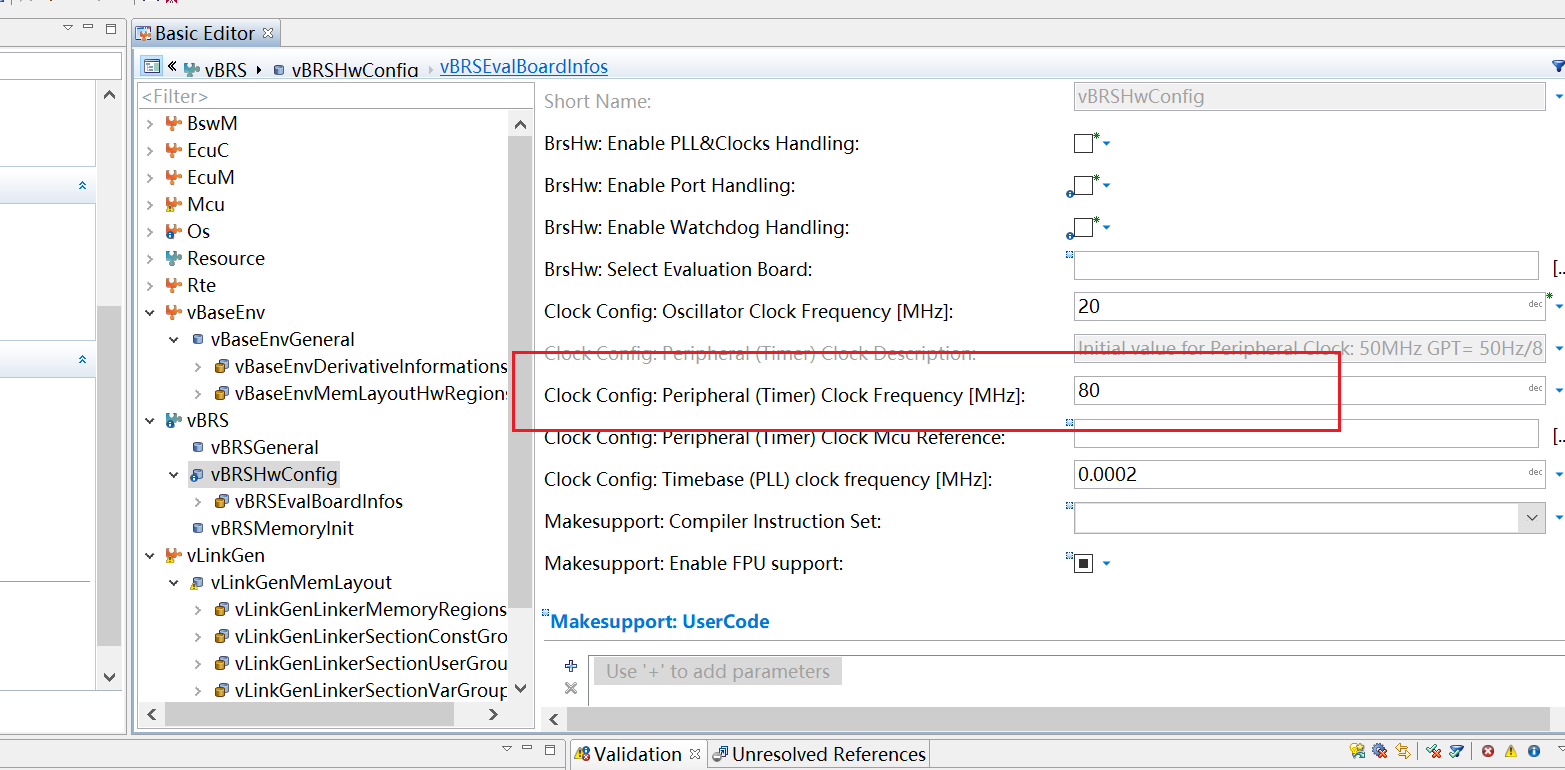 Basic Editor
« vBRS vBRSHwConfig vBRSEvalBoardInfos
<Filter>
BswM
EcuC
EcuM
Mcu
Os
Resource
Rte
vBaseEnv
vBaseEnvGeneral
vBaseEnvDerivativeInformations
vBaseEnvMemLayoutHwRegions
vBRS
vBRSGeneral
vBRSHwConfig
vBRSEvalBoardInfos
vBRSMemoryInit
vLinkGen
vLinkGenMemLayout
vLinkGenLinkerMemoryRegions
vLinkGenLinkerSectionConstGro
vLinkGenLinkerSectionUserGrou
vLinkGenLinkerSectionVarGroup
Short Name: vBRSHwConfig
BrsHw: Enable PLL&Clocks Handling:
BrsHw: Enable Port Handling:
BrsHw: Enable Watchdog Handling:
BrsHw: Select Evaluation Board: [..
Clock Config: Oscillator Clock Frequency [MHz]: 20 dec
Clock Config: Peripheral (Timer) Clock Description: Initial value for Peripheral Clock: 50MHz GPT= 50Hz/8
Clock Config: Peripheral (Timer) Clock Frequency [MHz]: 80 dec
Clock Config: Peripheral (Timer) Clock Mcu Reference: [..
Clock Config: Timebase (PLL) clock frequency [MHz]: 0.0002 dec
Makesupport: Compiler Instruction Set:
Makesupport: Enable FPU support:
Makesupport: UserCode
Use '+' to add parameters
Validation Unresolved References